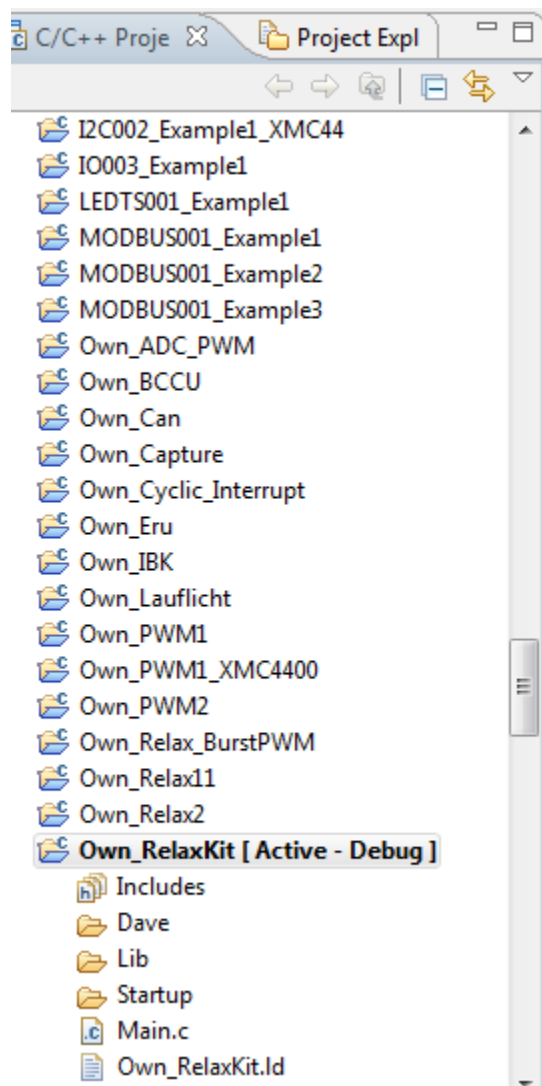 C/C++ Proje Project Expl
I2C002_Example1_XMC44
IO003_Example1
LEDTS001_Example1
MODBUS001_Example1
MODBUS001_Example2
MODBUS001_Example3
Own_ADC_PWM
Own_BCCU
Own_Can
Own_Capture
Own_Cyclic_Interrupt
Own_Eru
Own_IBK
Own_Lauflicht
Own_PWM1
Own_PWM1_XMC4400
Own_PWM2
Own_Relax_BurstPWM
Own_Relax11
Own_Relax2
Own_RelaxKit [ Active - Debug ]
Includes
Dave
Lib
Startup
Main.c
Own_RelaxKit.ld